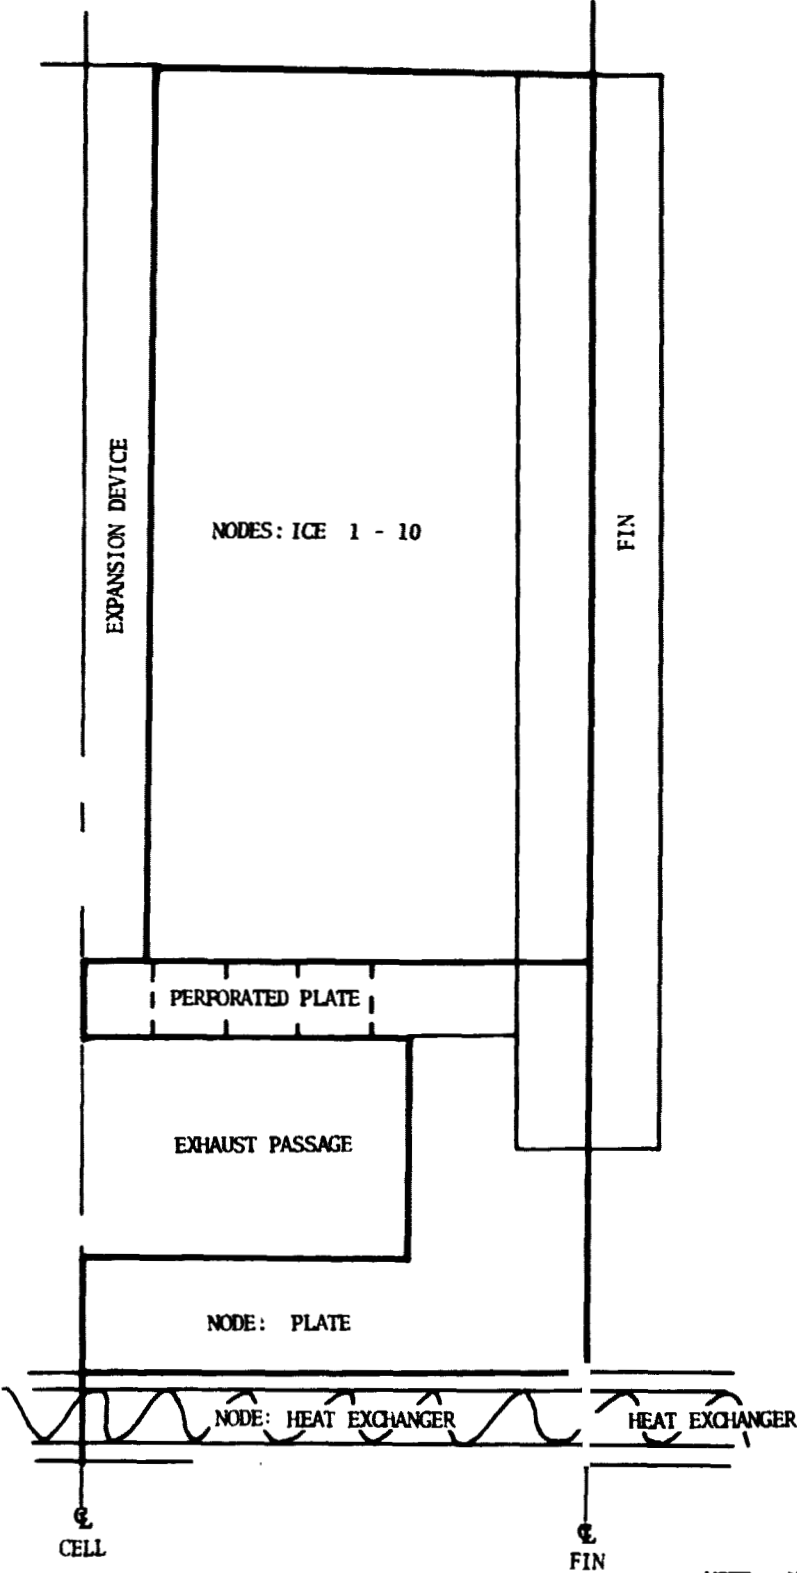 EXPANSION DEVICE
NODES: ICE 1 - 10
FIN
PERFORATED PLATE
EXHAUST PASSAGE
NODE: PLATE
NODE: HEAT EXCHANGER
HEAT EXCHANGER
℄
CELL
℄
FIN